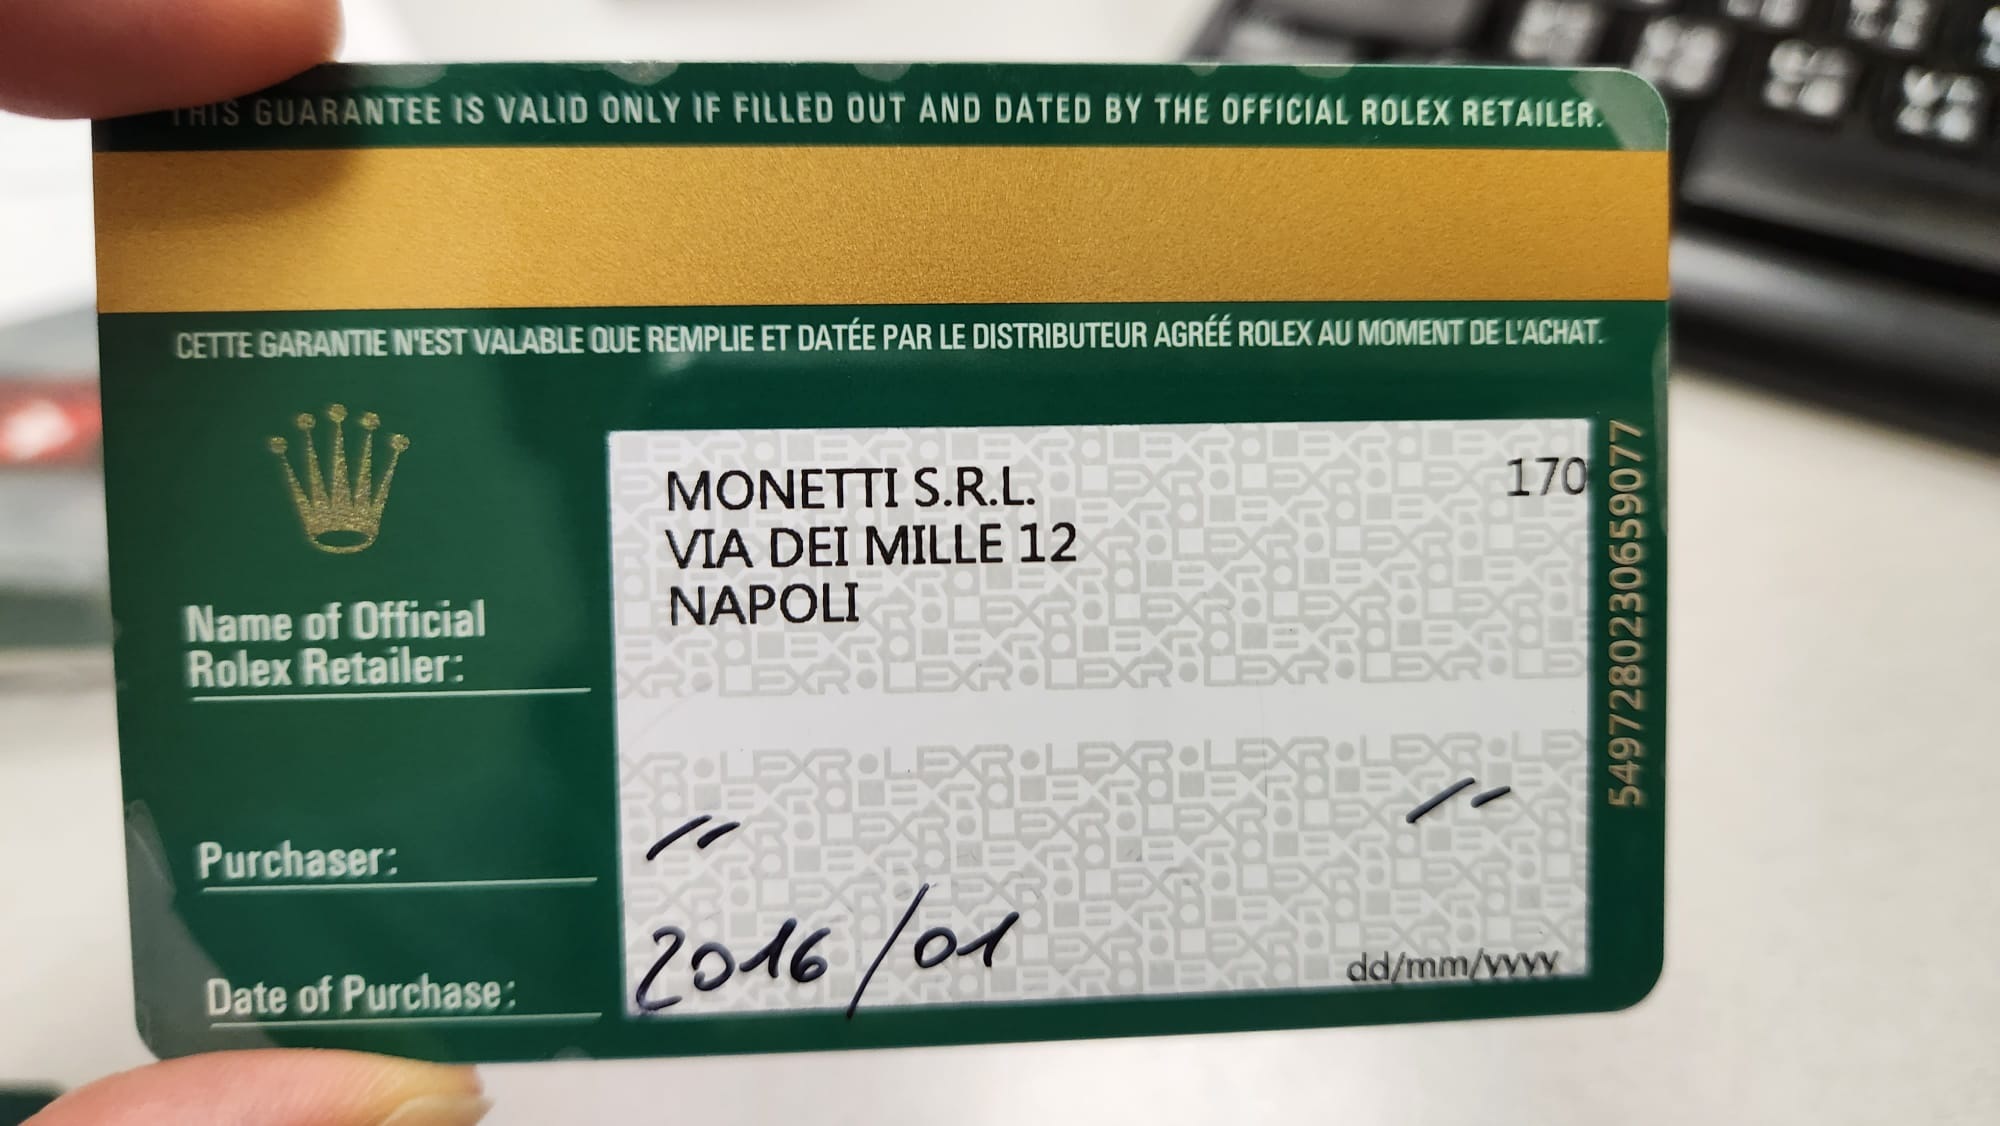 THIS GUARANTEE IS VALID ONLY IF FILLED OUT AND DATED BY THE OFFICIAL ROLEX RETAILER.
CETTE GARANTIE N'EST VALABLE QUE REMPLIE ET DATÉE PAR LE DISTRIBUTEUR AGRÉÉ ROLEX AU MOMENT DE L'ACHAT.
MONETTI S.R.L. 170
VIA DEI MILLE 12
NAPOLI
Name of Official
Rolex Retailer:
Purchaser:
Date of Purchase: 2016/01
dd/mm/yyyy
5497280230659077